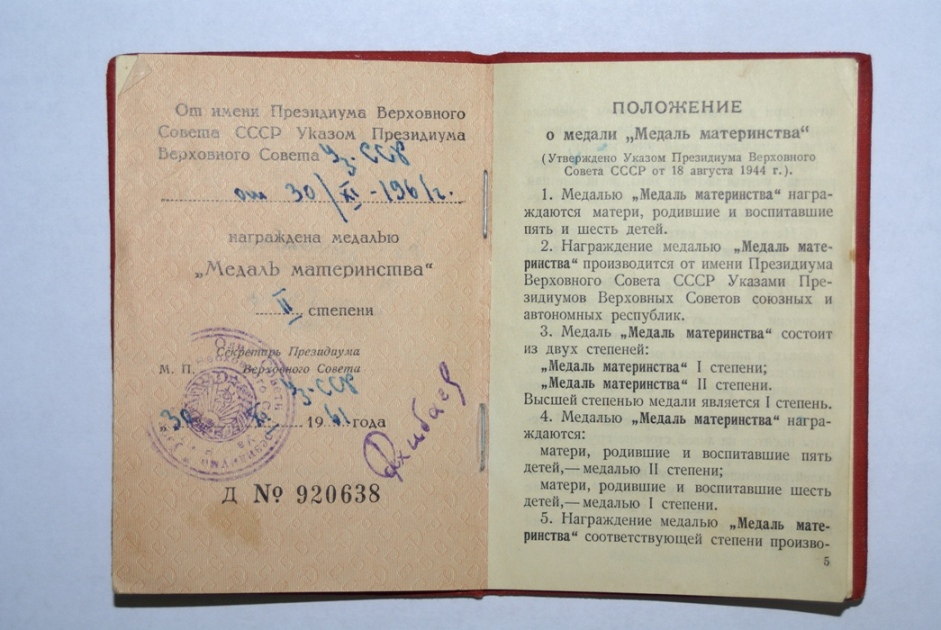 От имени Президиума Верховного
Совета СССР Указом Президиума
Верховного Совета Уз. ССР
от 30/XI - 1961г.
награждена медалью
„Медаль материнства“
II степени
Секретарь Президиума
М. П. Верховного Совета
Уз. ССР
„30 XI 1961 года
Д № 920638
ПОЛОЖЕНИЕ
о медали „Медаль материнства“
(Утверждено Указом Президиума Верховного
Совета СССР от 18 августа 1944 г.).
1. Медалью „Медаль материнства“ награ-
ждаются матери, родившие и воспитавшие
пять и шесть детей.
2. Награждение медалью „Медаль мате-
ринства“ производится от имени Президиума
Верховного Совета СССР Указами Пре-
зидиумов Верховных Советов союзных и
автономных республик.
3. Медаль „Медаль материнства“ состоит
из двух степеней:
„Медаль материнства“ I степени;
„Медаль материнства“ II степени.
Высшей степенью медали является I степень.
4. Медалью „Медаль материнства“ награ-
ждаются:
матери, родившие и воспитавшие пять
детей,— медалью II степени;
матери, родившие и воспитавшие шесть
детей,— медалью I степени.
5. Награждение медалью „Медаль мате-
ринства“ соответствующей степени произво-
5